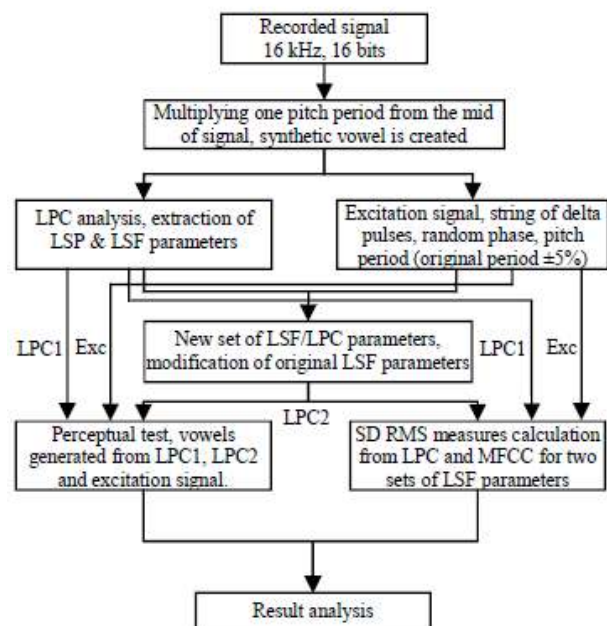 Recorded signal
16 kHz, 16 bits
Multiplying one pitch period from the mid
of signal, synthetic vowel is created
LPC analysis, extraction of
LSP & LSF parameters
Excitation signal, string of delta
pulses, random phase, pitch
period (original period ±5%)
LPC1
Exc
New set of LSF/LPC parameters,
modification of original LSF parameters
LPC1
Exc
LPC2
Perceptual test, vowels
generated from LPC1, LPC2
and excitation signal.
SD RMS measures calculation
from LPC and MFCC for two
sets of LSF parameters
Result analysis